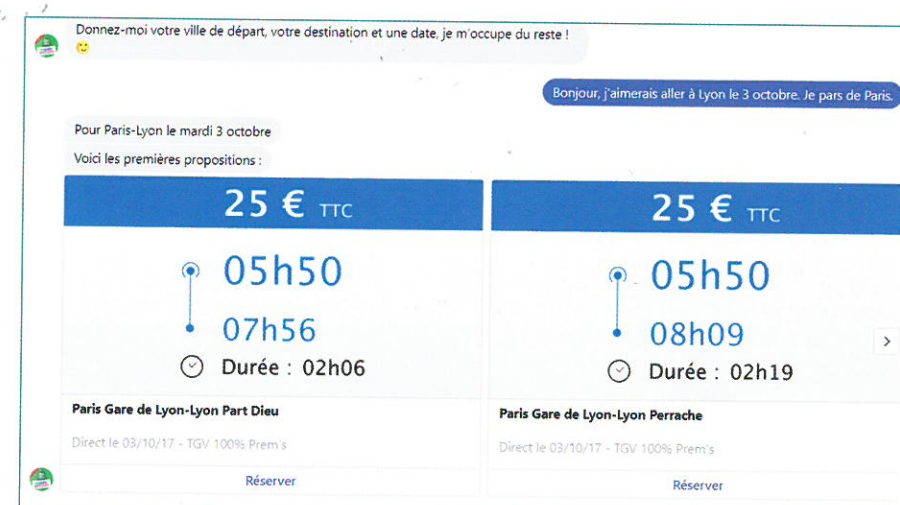 Donnez-moi votre ville de départ, votre destination et une date, je m'occupe du reste !
Bonjour, j'aimerais aller à Lyon le 3 octobre. Je pars de Paris.
Pour Paris-Lyon le mardi 3 octobre
Voici les premières propositions :
25 € TTC
05h50
07h56
Durée : 02h06
Paris Gare de Lyon-Lyon Part Dieu
Direct le 03/10/17 - TGV 100% Prem's
Réserver
25 € TTC
05h50
08h09
Durée : 02h19
Paris Gare de Lyon-Lyon Perrache
Direct le 03/10/17 - TGV 100% Prem's
Réserver